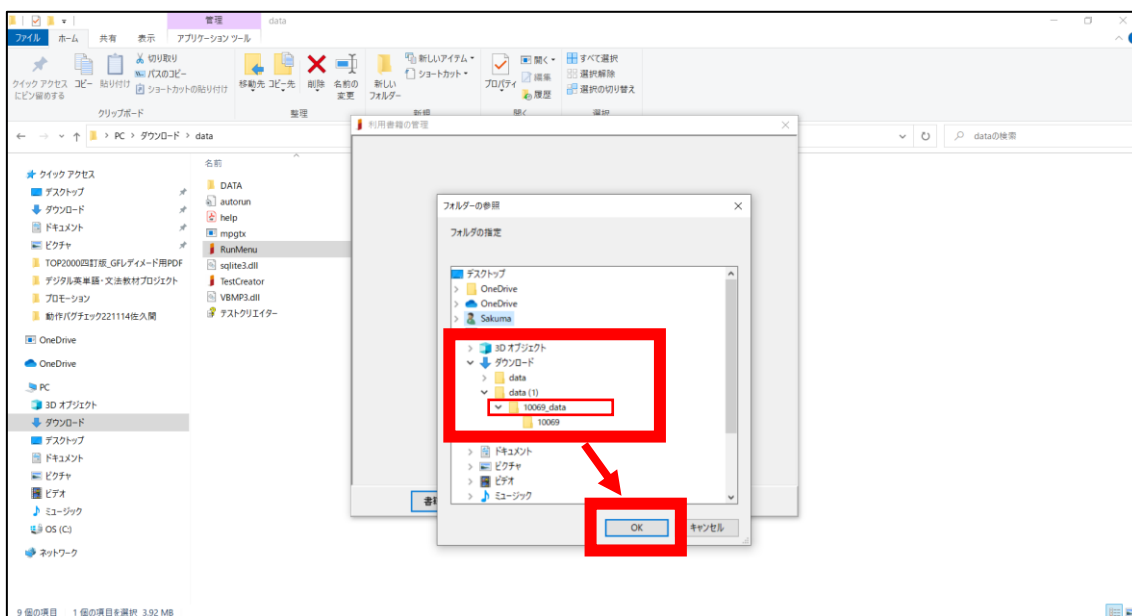 管理 data
ファイル ホーム 共有 表示 アプリケーション ツール
クイック アクセス
にピン留めする
コピー
貼り付け
切り取り
パスのコピー
ショートカットの貼り付け
クリップボード
移動先
コピー先
削除
名前の
変更
整理
新しい
フォルダー
新しいアイテム
ショートカット
新規
プロパティ
開く
編集
履歴
開く
すべて選択
選択解除
選択の切り替え
選択
PC › ダウンロード › data
dataの検索
クイック アクセス
デスクトップ
ダウンロード
ドキュメント
ピクチャ
TOP2000四訂版_GFレディメード用PDF
デジタル英単語・文法教材プロジェクト
プロモーション
動作バグチェック221114佐久間
OneDrive
OneDrive
PC
3D オブジェクト
ダウンロード
デスクトップ
ドキュメント
ピクチャ
ビデオ
ミュージック
OS (C:)
ネットワーク
名前
DATA
autorun
help
mpgtx
RunMenu
sqlite3.dll
TestCreator
VBMP3.dll
テストクリエイター
利用書籍の管理
フォルダーの参照
フォルダの指定
デスクトップ
OneDrive
OneDrive
Sakuma
3D オブジェクト
ダウンロード
data
data (1)
10069_data
10069
ドキュメント
ピクチャ
ビデオ
ミュージック
OK
キャンセル
9 個の項目 1 個の項目を選択 3.92 MB